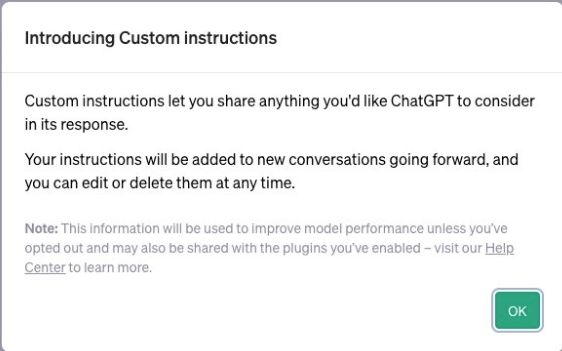 Introducing Custom instructions
Custom instructions let you share anything you'd like ChatGPT to consider
in its response.
Your instructions will be added to new conversations going forward, and
you can edit or delete them at any time.
Note: This information will be used to improve model performance unless you've
opted out and may also be shared with the plugins you've enabled – visit our Help
Center to learn more.
OK